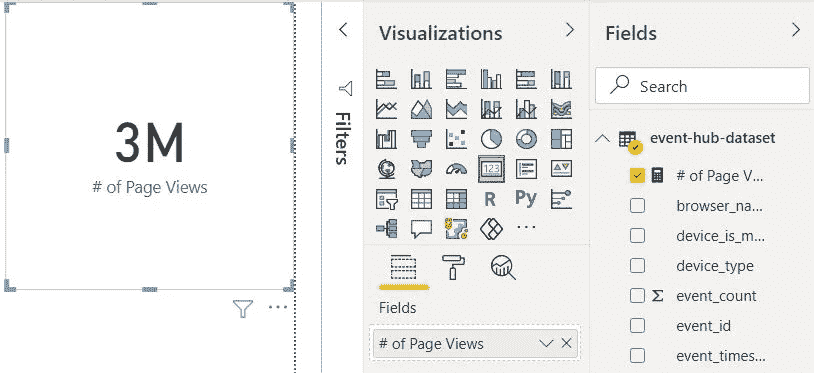 3M
# of Page Views
Filters
Visualizations
123
R
Py
...
Fields
# of Page Views
Fields
Search
event-hub-dataset
# of Page V...
browser_na...
device_is_m...
device_type
Σ event_count
event_id
event_times...